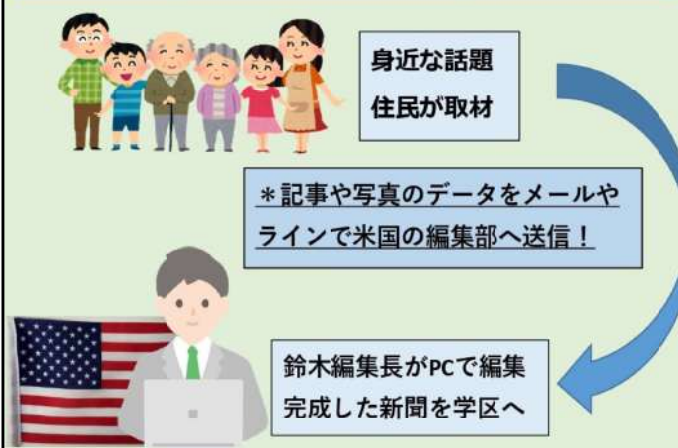 身近な話題
住民が取材
＊記事や写真のデータをメールや
ラインで米国の編集部へ送信！
鈴木編集長がPCで編集
完成した新聞を学区へ